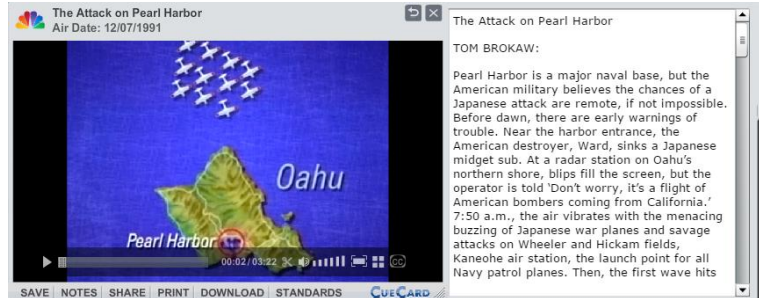 The Attack on Pearl Harbor
Air Date: 12/07/1991
Oahu
Pearl Harbor
00:02/03:22
CC
SAVE NOTES SHARE PRINT DOWNLOAD STANDARDS CUECARD
The Attack on Pearl Harbor
TOM BROKAW:
Pearl Harbor is a major naval base, but the
American military believes the chances of a
Japanese attack are remote, if not impossible.
Before dawn, there are early warnings of
trouble. Near the harbor entrance, the
American destroyer, Ward, sinks a Japanese
midget sub. At a radar station on Oahu's
northern shore, blips fill the screen, but the
operator is told ‘Don't worry, it's a flight of
American bombers coming from California.’
7:50 a.m., the air vibrates with the menacing
buzzing of Japanese war planes and savage
attacks on Wheeler and Hickam fields,
Kaneohe air station, the launch point for all
Navy patrol planes. Then, the first wave hits